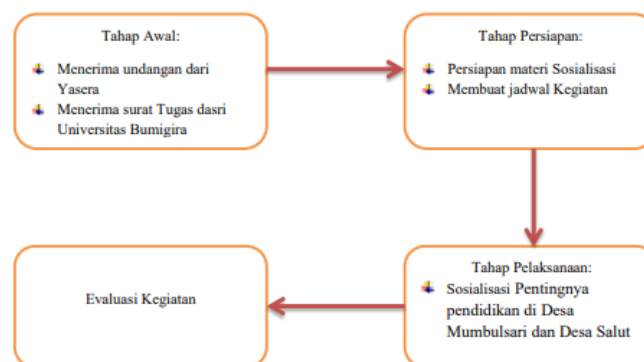 Tahap Awal:
Menerima undangan dari
Yasera
Menerima surat Tugas dasri
Universitas Bumigira
Tahap Persiapan:
Persiapan materi Sosialisasi
Membuat jadwal Kegiatan
Tahap Pelaksanaan:
Sosialisasi Pentingnya
pendidikan di Desa
Mumbulsari dan Desa Salut
Evaluasi Kegiatan